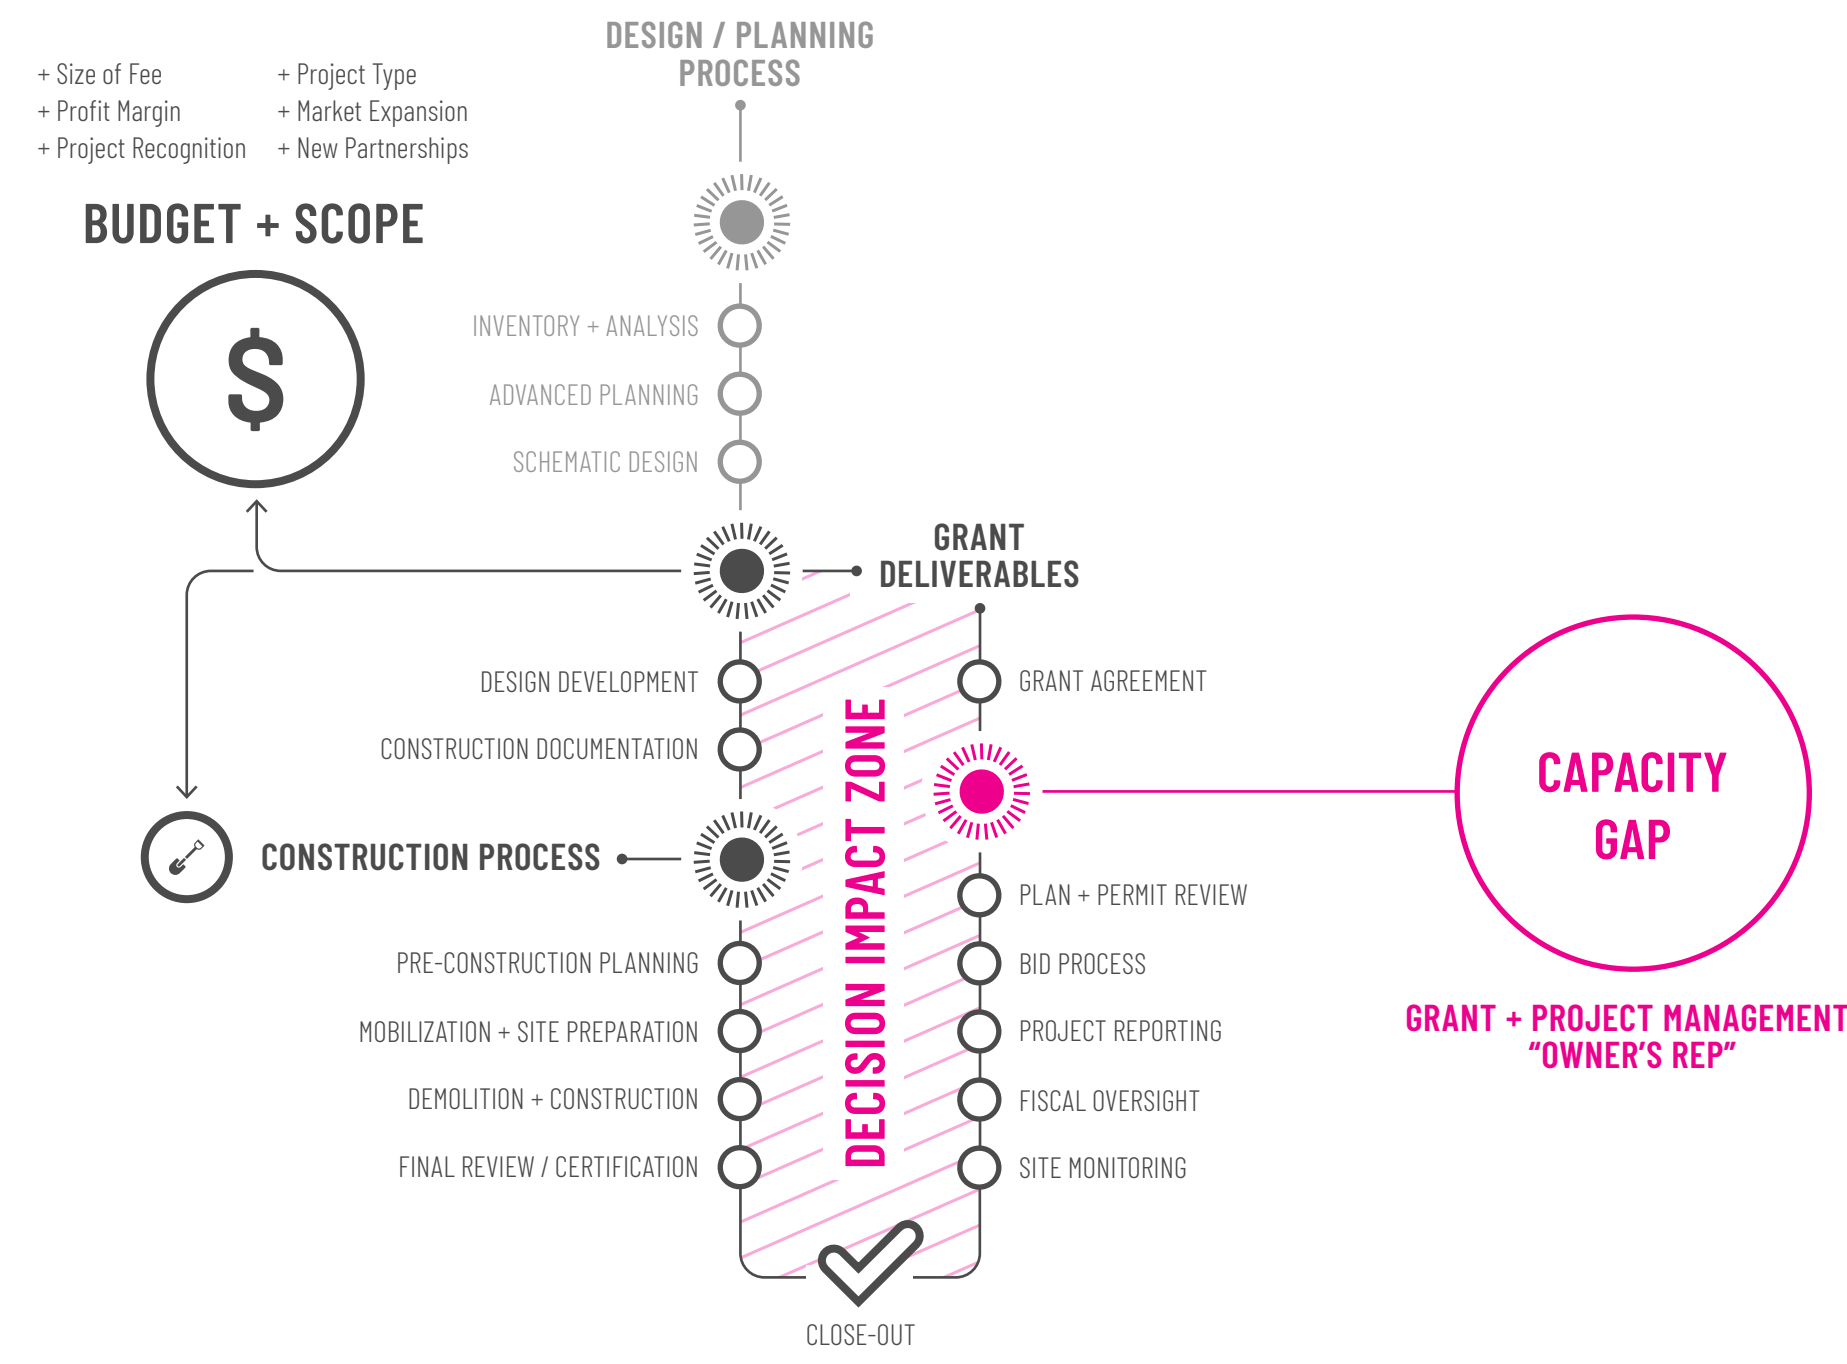 DESIGN / PLANNING
PROCESS
+ Size of Fee
+ Profit Margin
+ Project Recognition
+ Project Type
+ Market Expansion
+ New Partnerships
BUDGET + SCOPE
$
INVENTORY + ANALYSIS
ADVANCED PLANNING
SCHEMATIC DESIGN
GRANT
DELIVERABLES
DESIGN DEVELOPMENT
CONSTRUCTION DOCUMENTATION
CONSTRUCTION PROCESS
PRE-CONSTRUCTION PLANNING
MOBILIZATION + SITE PREPARATION
DEMOLITION + CONSTRUCTION
FINAL REVIEW / CERTIFICATION
DECISION IMPACT ZONE
GRANT AGREEMENT
PLAN + PERMIT REVIEW
BID PROCESS
PROJECT REPORTING
FISCAL OVERSIGHT
SITE MONITORING
CLOSE-OUT
CAPACITY
GAP
GRANT + PROJECT MANAGEMENT
“OWNER’S REP”